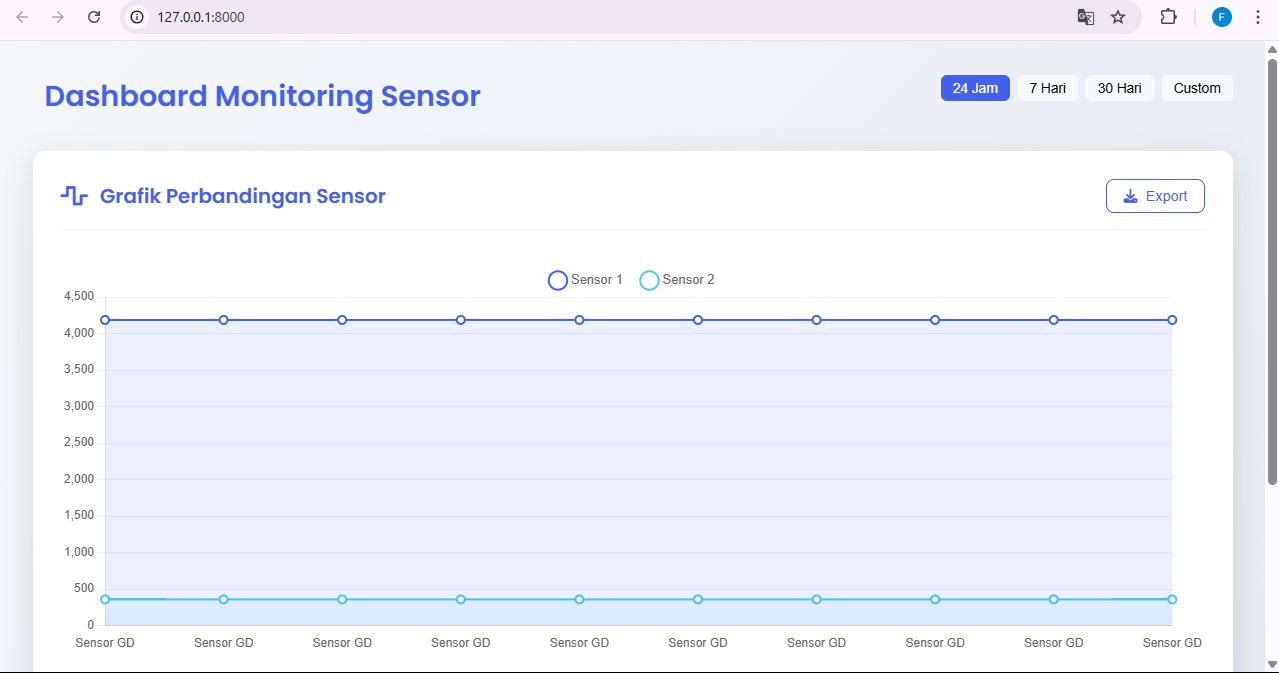 127.0.0.1:8000
F
Dashboard Monitoring Sensor
24 Jam 7 Hari 30 Hari Custom
Grafik Perbandingan Sensor
Export
Sensor 1 Sensor 2
4,500
4,000
3,500
3,000
2,500
2,000
1,500
1,000
500
0
Sensor GD Sensor GD Sensor GD Sensor GD Sensor GD Sensor GD Sensor GD Sensor GD Sensor GD Sensor GD